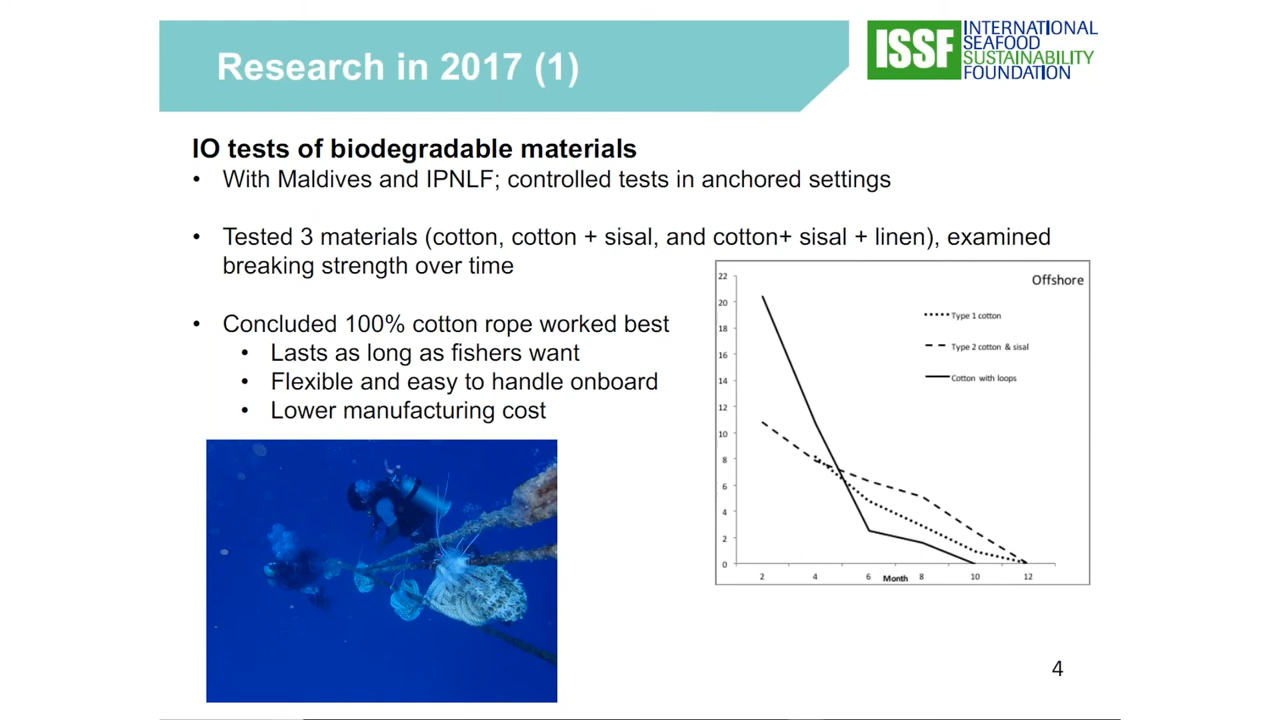 Research in 2017 (1)
ISSF
INTERNATIONAL
SEAFOOD
SUSTAINABILITY
FOUNDATION
IO tests of biodegradable materials
• With Maldives and IPNLF; controlled tests in anchored settings
• Tested 3 materials (cotton, cotton + sisal, and cotton+ sisal + linen), examined
breaking strength over time
• Concluded 100% cotton rope worked best
• Lasts as long as fishers want
• Flexible and easy to handle onboard
• Lower manufacturing cost
Offshore
Type 1 cotton
Type 2 cotton & sisal
Cotton with loops
22
20
18
16
14
12
10
8
6
4
2
0
2 4 6 8 10 12
Month
4